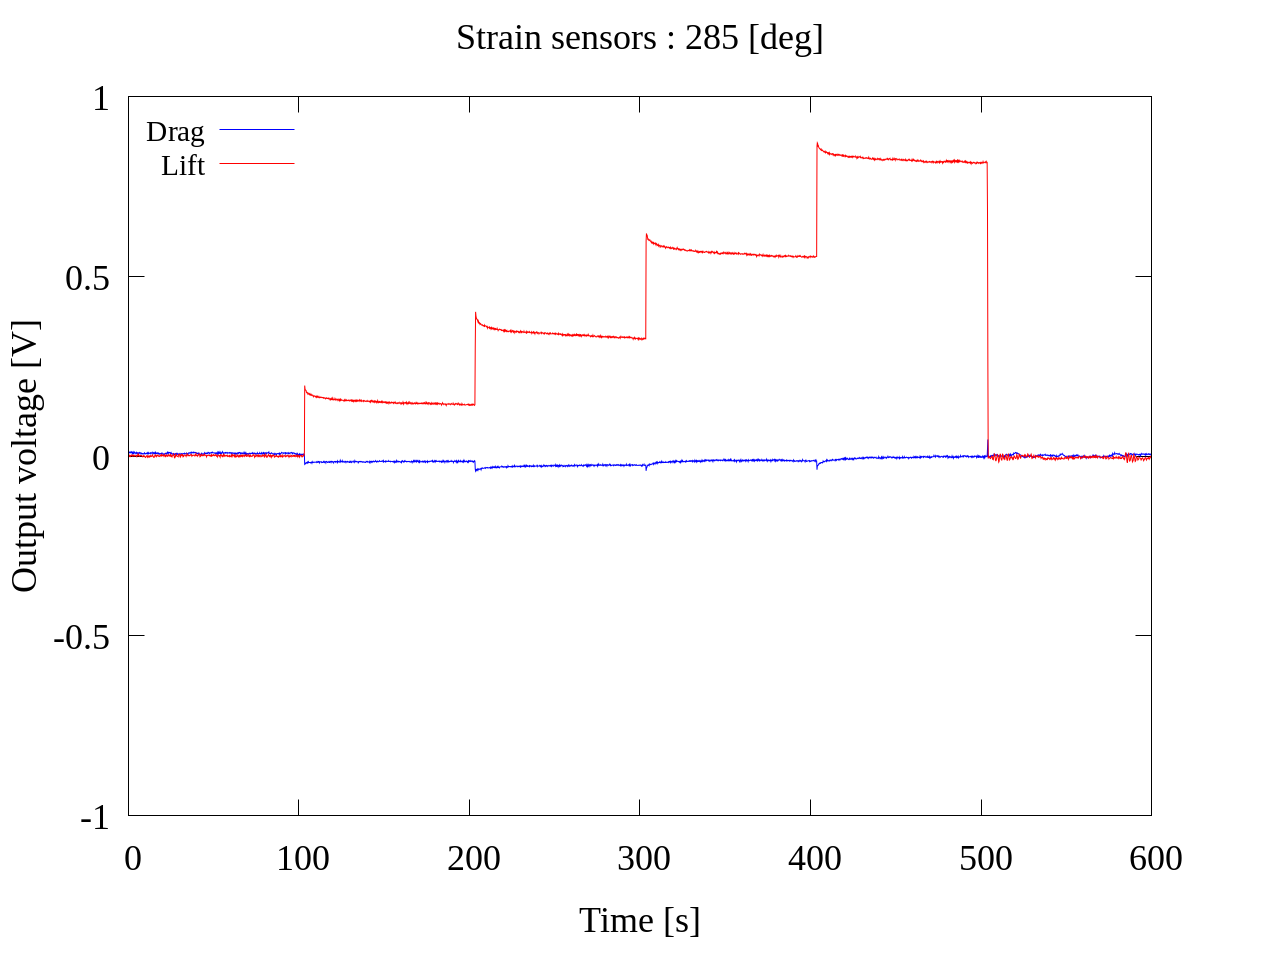 Strain sensors : 285 [deg]
1
Drag
Lift
0.5
0
-0.5
-1
Output voltage [V]
0 100 200 300 400 500 600
Time [s]